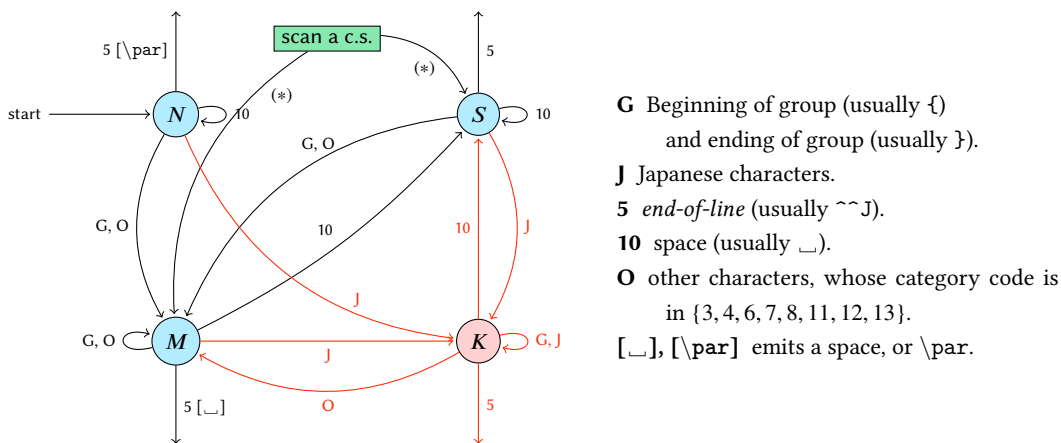 5 [\par]
scan a c.s.
5
(∗)
(∗)
start
N
10
S
10
G, O
G, O
10
10
J
J
G, O
M
J
K
G, J
O
5 [␣]
5
G Beginning of group (usually {)
and ending of group (usually }).
J Japanese characters.
5 end-of-line (usually ^^J).
10 space (usually ␣).
O other characters, whose category code is
in {3, 4, 6, 7, 8, 11, 12, 13}.
[␣], [\par] emits a space, or \par.